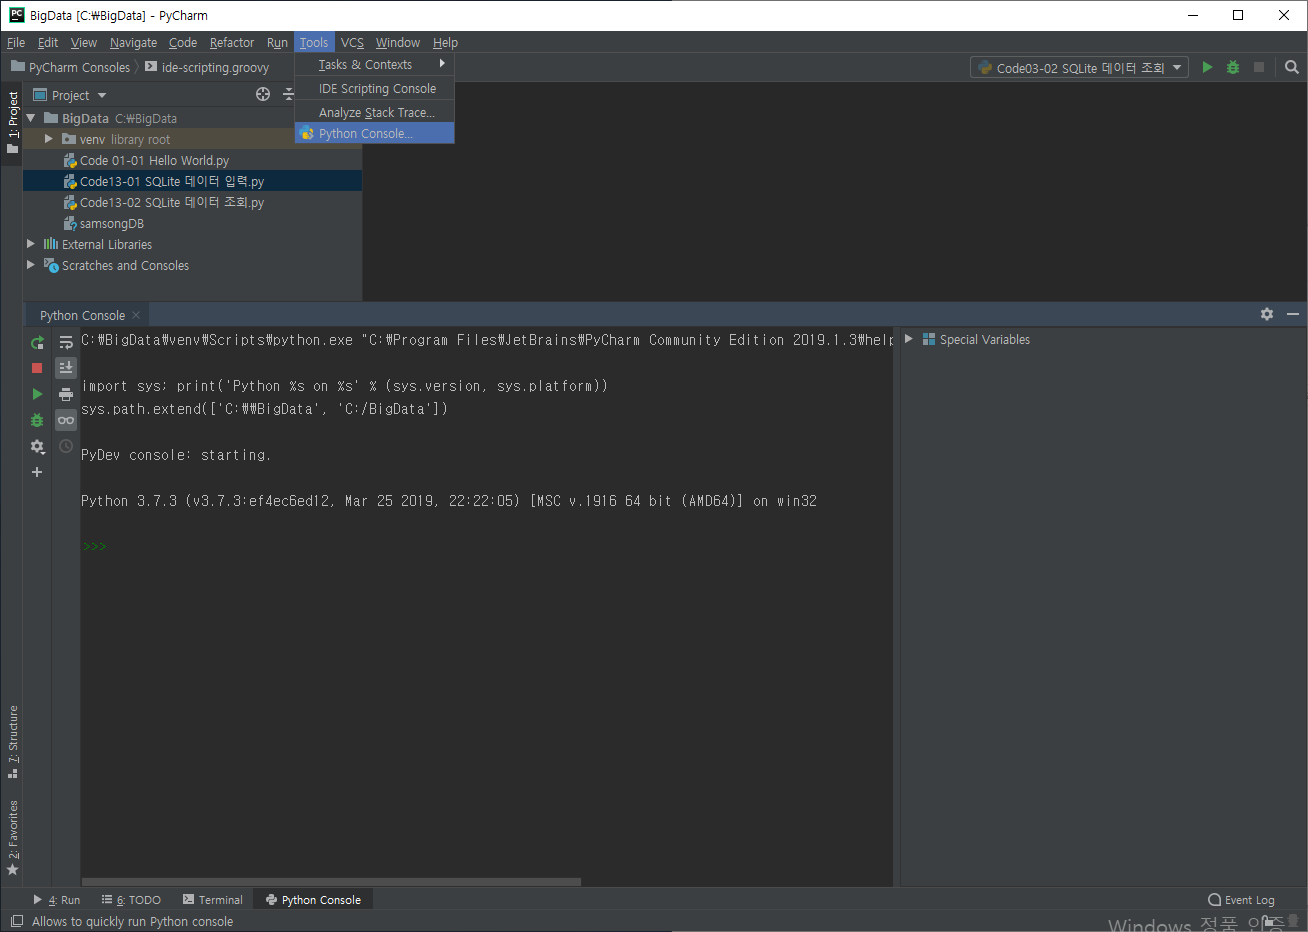 BigData [C:₩BigData] - PyCharm
File Edit View Navigate Code Refactor Run Tools VCS Window Help
PyCharm Consoles ide-scripting.groovy
Code03-02 SQLite 데이터 조회
Tasks & Contexts
IDE Scripting Console
Analyze Stack Trace...
Python Console...
1: Project
Project
BigData C:₩BigData
venv library root
Code 01-01 Hello World.py
Code13-01 SQLite 데이터 입력.py
Code13-02 SQLite 데이터 조회.py
samsongDB
External Libraries
Scratches and Consoles
Python Console
C:₩BigData₩venv₩Scripts₩python.exe "C:₩Program Files₩JetBrains₩PyCharm Community Edition 2019.1.3₩help
import sys; print('Python %s on %s' % (sys.version, sys.platform))
sys.path.extend(['C:₩₩BigData', 'C:/BigData'])
PyDev console: starting.
Python 3.7.3 (v3.7.3:ef4ec6ed12, Mar 25 2019, 22:22:05) [MSC v.1916 64 bit (AMD64)] on win32
>>>
Special Variables
7: Structure
2: Favorites
4: Run 6: TODO Terminal Python Console Event Log
Allows to quickly run Python console
Windows 정품 인증